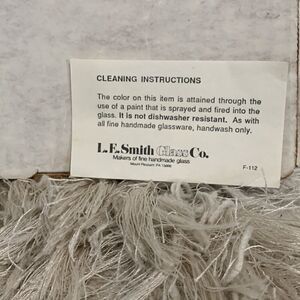 CLEANING INSTRUCTIONS
The color on this item is attained through the
use of a paint that is sprayed and fired into the
glass. It is not dishwasher resistant. As with
all fine handmade glassware, handwash only.
L.E.Smith Glass Co.
Makers of fine handmade glass
Mount Pleasant, PA 15666
F-112